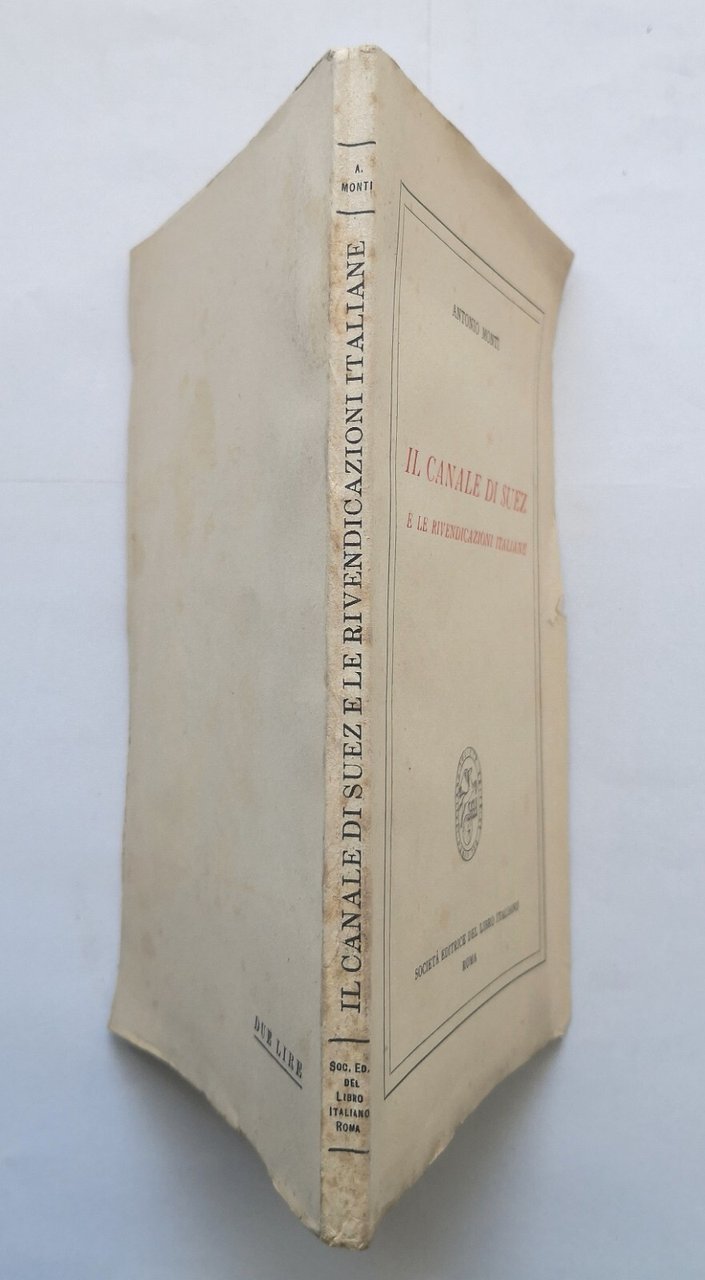 A.
MONTI
IL CANALE DI SUEZ E LE RIVENDICAZIONI ITALIANE
SOC. ED.
DEL
LIBRO
ITALIANO
ROMA
ANTONIO MONTI
IL CANALE DI SUEZ
E LE RIVENDICAZIONI ITALIANE
SOCIETÀ EDITRICE DEL LIBRO ITALIANO
ROMA
DUE LIRE